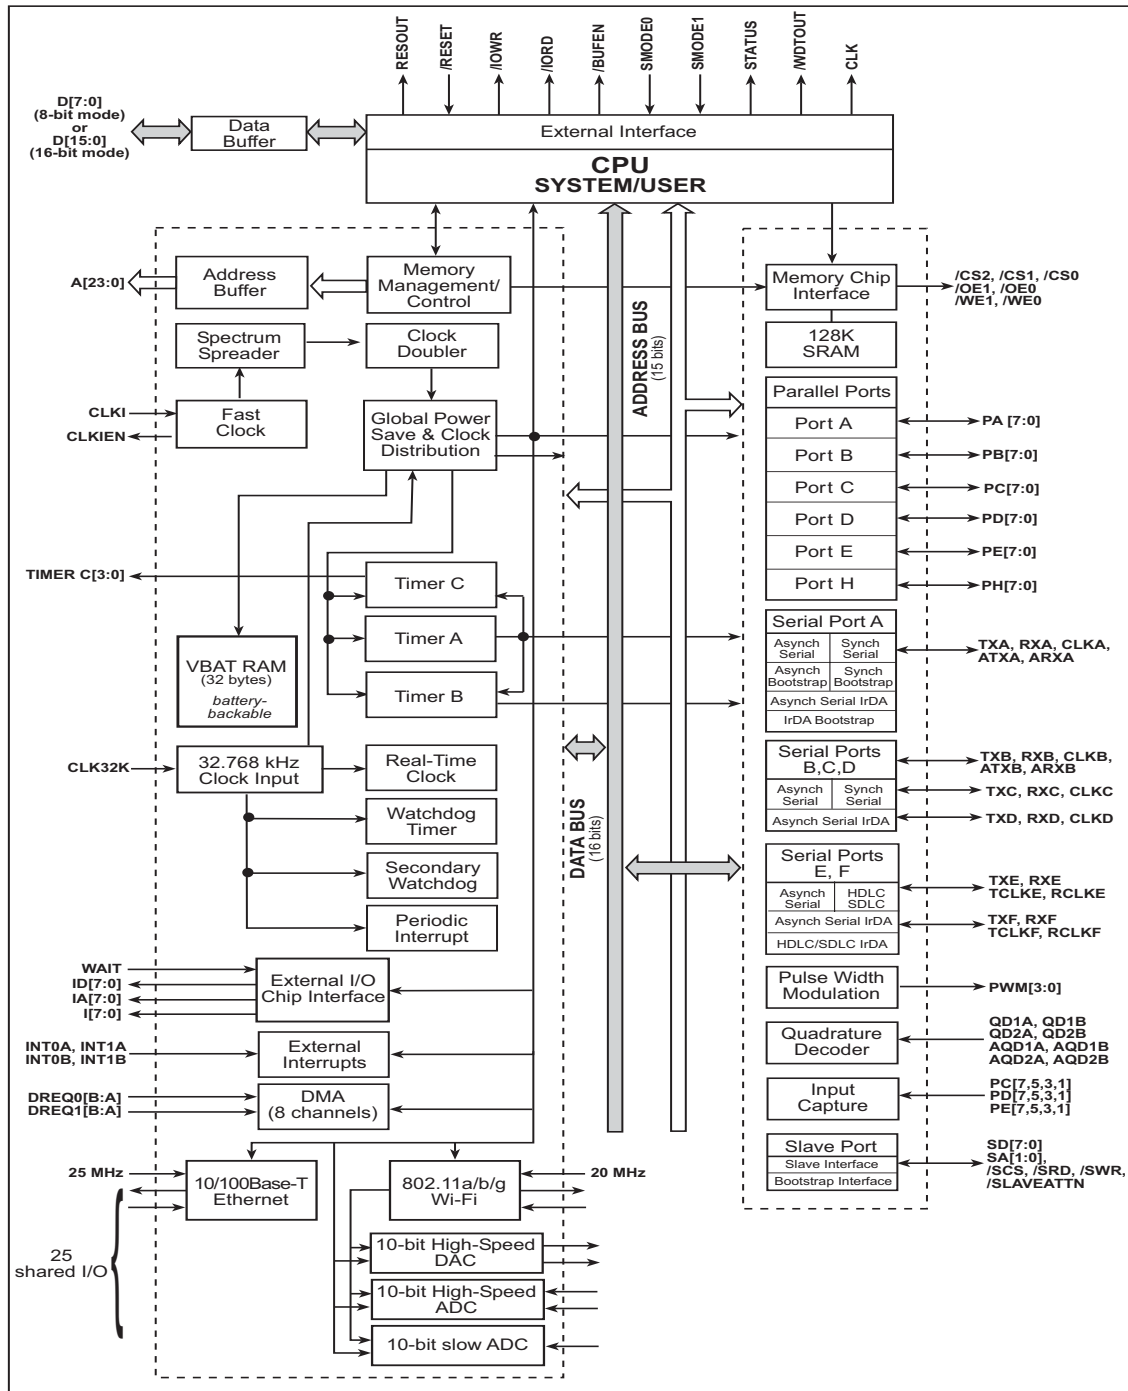 RESOUT
/RESET
/IOWR
/IORD
/BUFEN
SMODE0
SMODE1
STATUS
/WDTOUT
CLK
D[7:0]
(8-bit mode)
or
D[15:0]
(16-bit mode)
Data
Buffer
External Interface
CPU
SYSTEM/USER
A[23:0]
Address
Buffer
Memory
Management/
Control
Spectrum
Spreader
Clock
Doubler
CLKI
CLKIEN
Fast
Clock
Global Power
Save & Clock
Distribution
TIMER C[3:0]
Timer C
Timer A
Timer B
VBAT RAM
(32 bytes)
battery-
backable
CLK32K
32.768 kHz
Clock Input
Real-Time
Clock
Watchdog
Timer
Secondary
Watchdog
Periodic
Interrupt
WAIT
ID[7:0]
IA[7:0]
I[7:0]
External I/O
Chip Interface
INT0A, INT1A
INT0B, INT1B
External
Interrupts
DREQ0[B:A]
DREQ1[B:A]
DMA
(8 channels)
25 MHz
10/100Base-T
Ethernet
802.11a/b/g
Wi-Fi
20 MHz
25
shared I/O
10-bit High-Speed
DAC
10-bit High-Speed
ADC
10-bit slow ADC
ADDRESS BUS
(15 bits)
DATA BUS
(16 bits)
Memory Chip
Interface
/CS2, /CS1, /CS0
/OE1, /OE0
/WE1, /WE0
128K
SRAM
Parallel Ports
Port A
PA [7:0]
Port B
PB[7:0]
Port C
PC[7:0]
Port D
PD[7:0]
Port E
PE[7:0]
Port H
PH[7:0]
Serial Port A
Asynch
Serial
Synch
Serial
Asynch
Bootstrap
Synch
Bootstrap
Asynch Serial IrDA
IrDA Bootstrap
TXA, RXA, CLKA,
ATXA, ARXA
Serial Ports
B,C,D
Asynch
Serial
Synch
Serial
Asynch Serial IrDA
TXB, RXB, CLKB,
ATXB, ARXB
TXC, RXC, CLKC
TXD, RXD, CLKD
Serial Ports
E, F
Asynch
Serial
HDLC
SDLC
Asynch Serial IrDA
HDLC/SDLC IrDA
TXE, RXE
TCLKE, RCLKE
TXF, RXF
TCLKF, RCLKF
Pulse Width
Modulation
PWM[3:0]
Quadrature
Decoder
QD1A, QD1B
QD2A, QD2B
AQD1A, AQD1B
AQD2A, AQD2B
Input
Capture
PC[7,5,3,1]
PD[7,5,3,1]
PE[7,5,3,1]
Slave Port
Slave Interface
Bootstrap Interface
SD[7:0]
SA[1:0],
/SCS, /SRD, /SWR,
/SLAVEATTN